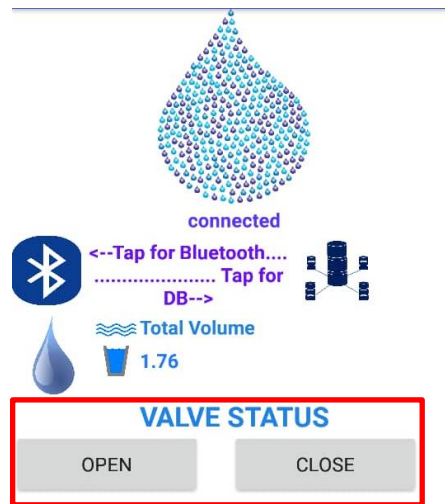 connected
<--Tap for Bluetooth....
...................... Tap for
DB-->
Total Volume
1.76
VALVE STATUS
OPEN CLOSE